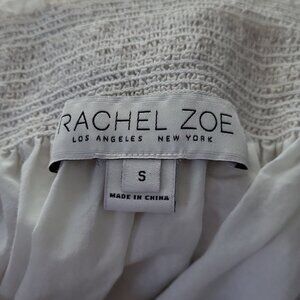 RACHEL ZOE
LOS ANGELES NEW YORK
S
MADE IN CHINA